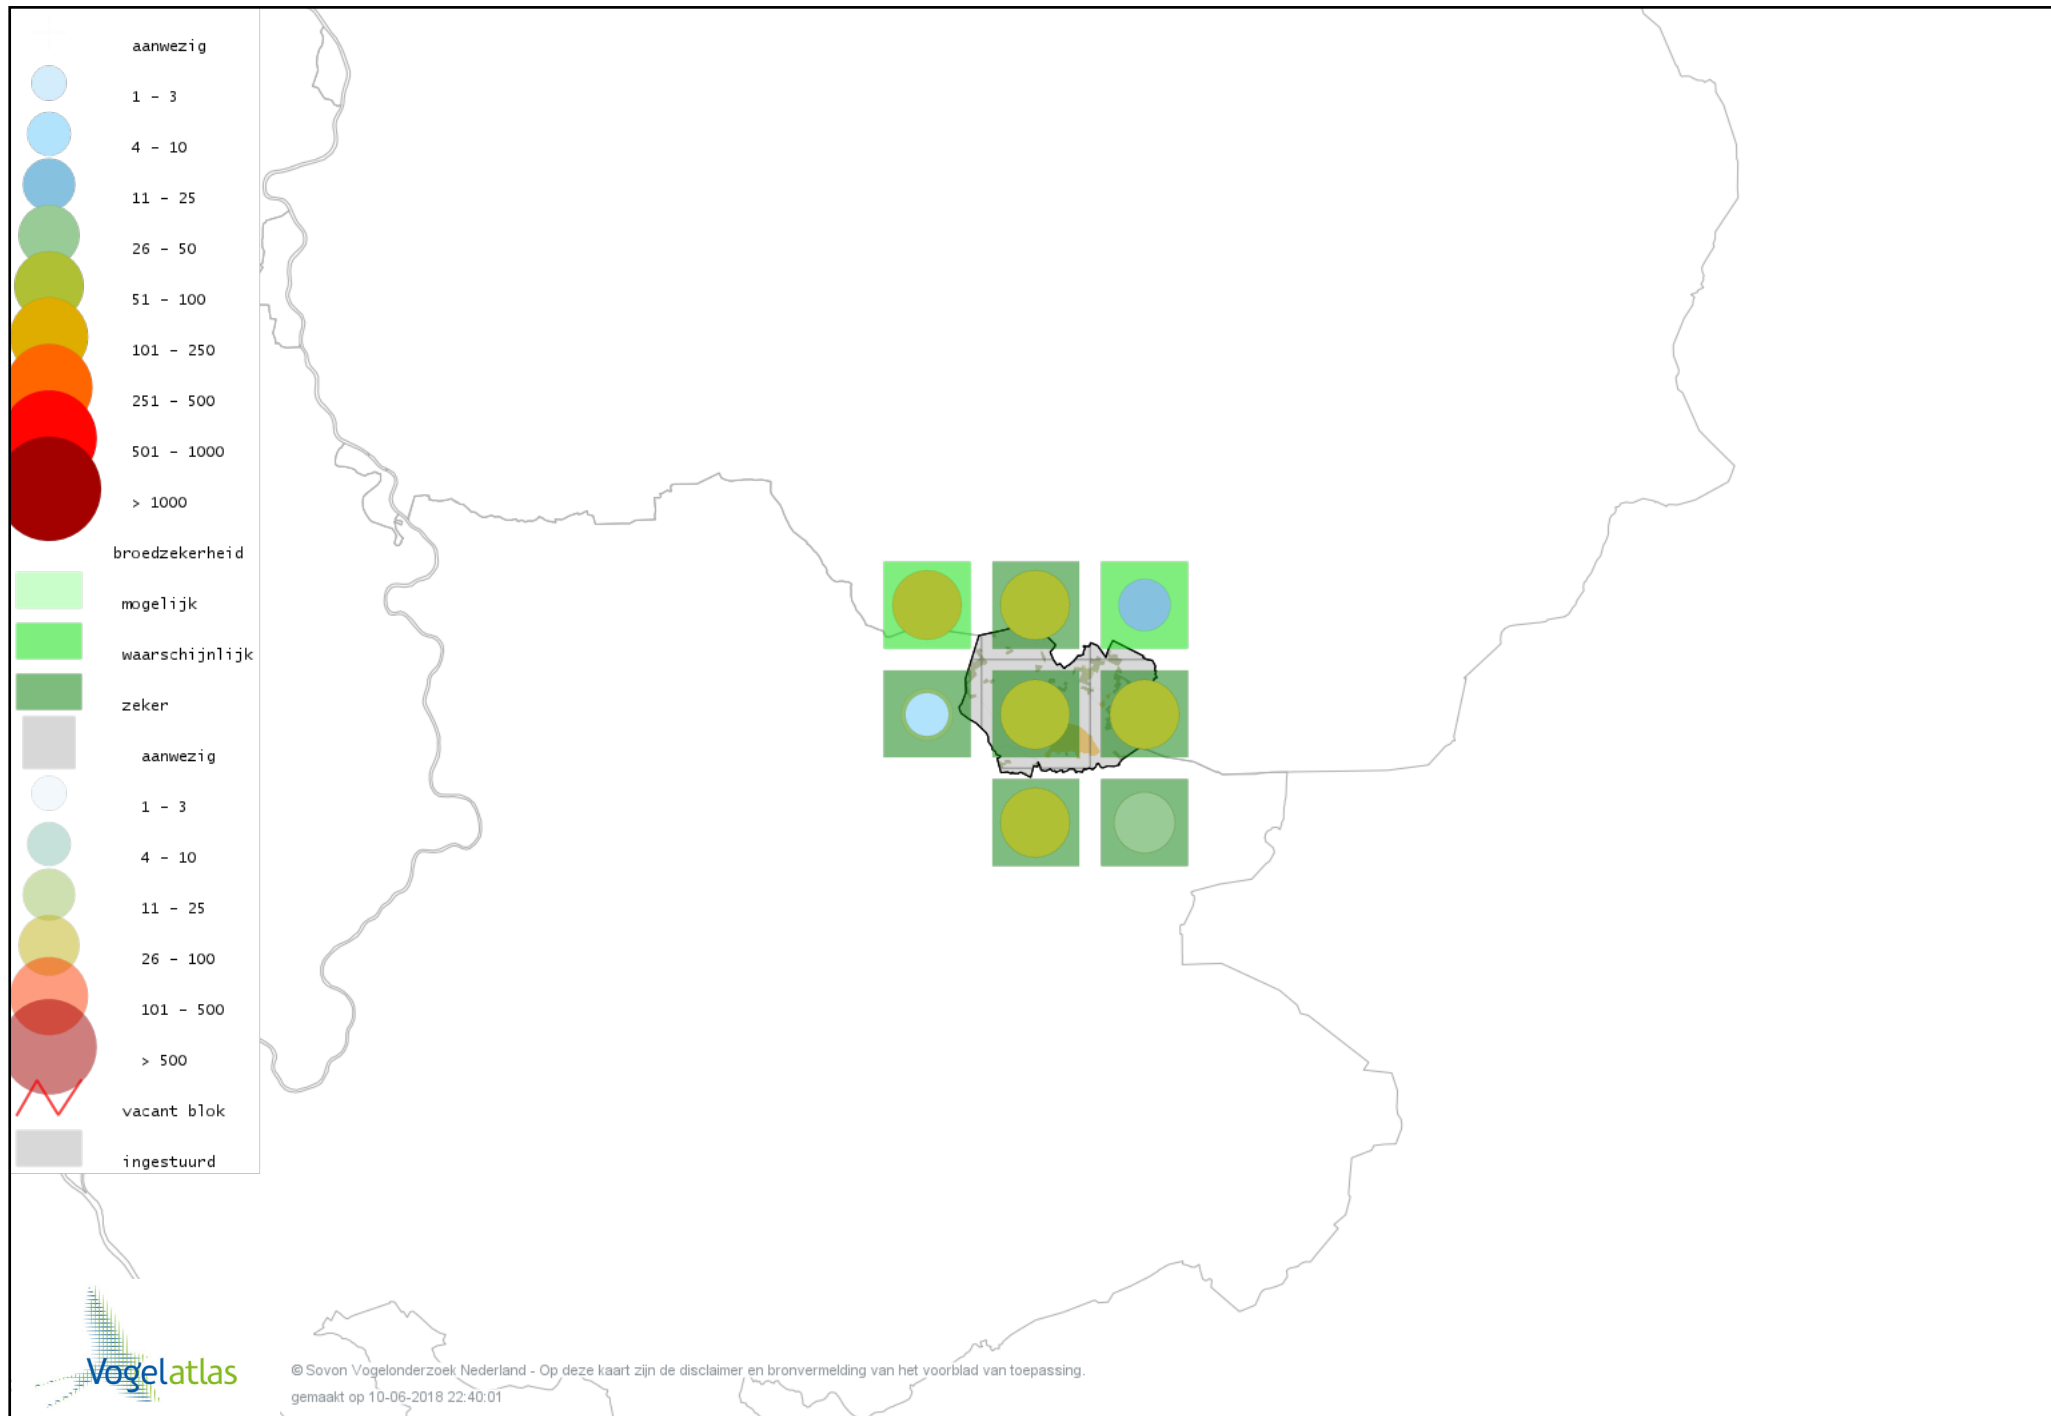 aanwezig
1 - 3
4 - 10
11 - 25
26 - 50
51 - 100
101 - 250
251 - 500
501 - 1000
> 1000
broedzekerheid
mogelijk
waarschijnlijk
zeker
aanwezig
1 - 3
4 - 10
11 - 25
26 - 100
101 - 500
> 500
vacant blok
ingestuurd
Vogelatlas
© Sovon Vogelonderzoek Nederland - Op deze kaart zijn de disclaimer en bronvermelding van het voorblad van toepassing.
gemaakt op 10-06-2018 22:40:01